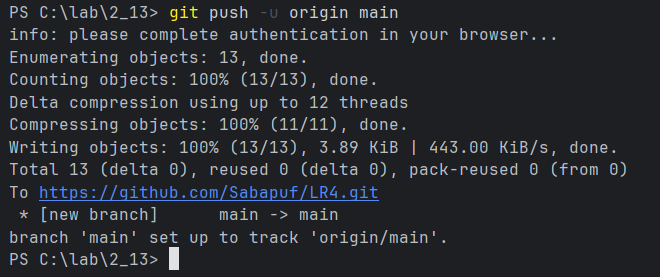 PS C:\lab\2_13> git push -u origin main
info: please complete authentication in your browser...
Enumerating objects: 13, done.
Counting objects: 100% (13/13), done.
Delta compression using up to 12 threads
Compressing objects: 100% (11/11), done.
Writing objects: 100% (13/13), 3.89 KiB | 443.00 KiB/s, done.
Total 13 (delta 0), reused 0 (delta 0), pack-reused 0 (from 0)
To https://github.com/Sabapuf/LR4.git
 * [new branch]      main -> main
branch 'main' set up to track 'origin/main'.
PS C:\lab\2_13>